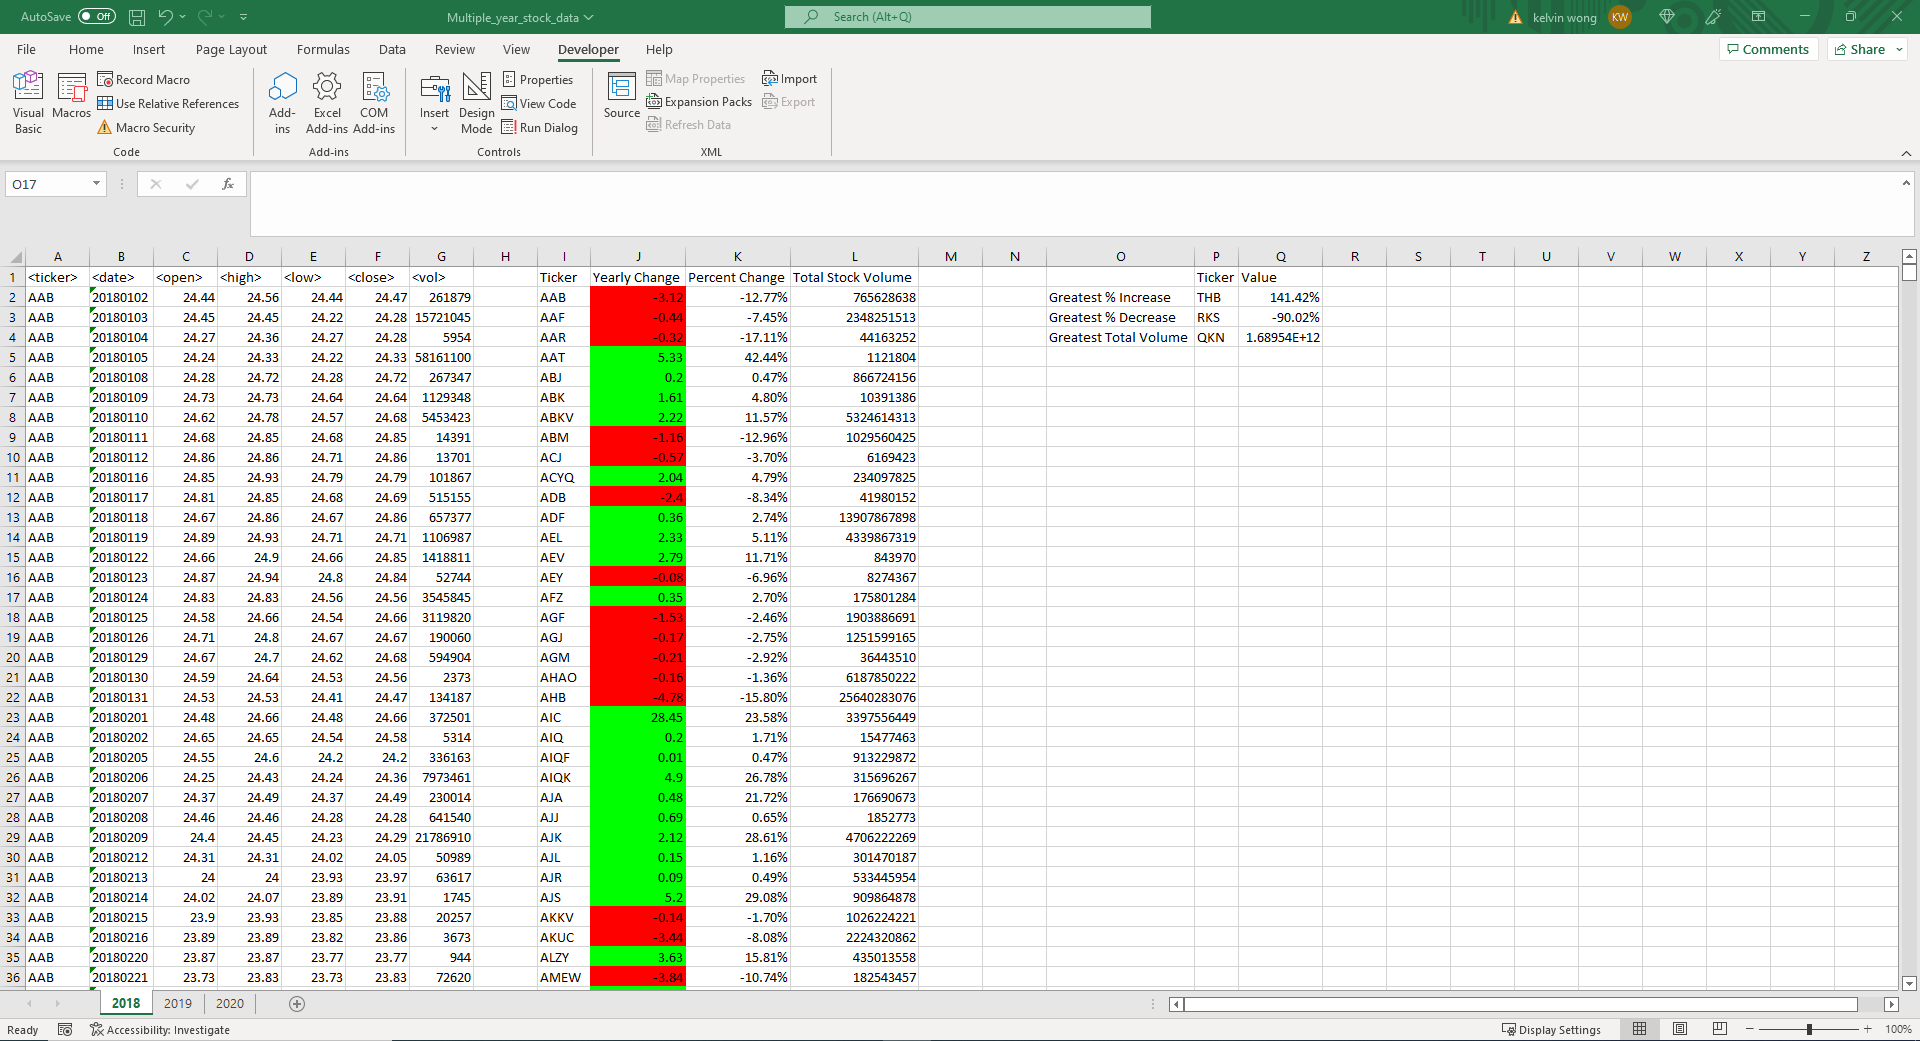 AutoSave Off Multiple_year_stock_data Search (Alt+Q) kelvin wong KW
File Home Insert Page Layout Formulas Data Review View Developer Help Comments Share
Visual Basic Macros Record Macro Use Relative References Macro Security Add-ins Excel Add-ins COM Add-ins Insert Design Mode Properties View Code Run Dialog Source Map Properties Expansion Packs Refresh Data Import Export
Code Add-ins Controls XML
O17 fx
A B C D E F G H I J K L M N O P Q R S T U V W X Y Z
1 <ticker> <date> <open> <high> <low> <close> <vol> Ticker Yearly Change Percent Change Total Stock Volume Ticker Value
2 AAB 20180102 24.44 24.56 24.44 24.47 261879 AAB -3.12 -12.77% 765628638 Greatest % Increase THB 141.42%
3 AAB 20180103 24.45 24.45 24.22 24.28 15721045 AAF -0.44 -7.45% 2348251513 Greatest % Decrease RKS -90.02%
4 AAB 20180104 24.27 24.36 24.27 24.28 5954 AAR -0.32 -17.11% 44163252 Greatest Total Volume QKN 1.68954E+12
5 AAB 20180105 24.24 24.33 24.22 24.33 58161100 AAT 5.33 42.44% 1121804
6 AAB 20180108 24.28 24.72 24.28 24.72 267347 ABJ 0.2 0.47% 866724156
7 AAB 20180109 24.73 24.73 24.64 24.64 1129348 ABK 1.61 4.80% 10391386
8 AAB 20180110 24.62 24.78 24.57 24.68 5453423 ABKV 2.22 11.57% 5324614313
9 AAB 20180111 24.68 24.85 24.68 24.85 14391 ABM -1.16 -12.96% 1029560425
10 AAB 20180112 24.86 24.86 24.71 24.86 13701 ACJ -0.57 -3.70% 6169423
11 AAB 20180116 24.85 24.93 24.79 24.79 101867 ACYQ 2.04 4.79% 234097825
12 AAB 20180117 24.81 24.85 24.68 24.69 515155 ADB -2.4 -8.34% 41980152
13 AAB 20180118 24.67 24.86 24.67 24.86 657377 ADF 0.36 2.74% 13907867898
14 AAB 20180119 24.89 24.93 24.71 24.71 1106987 AEL 2.33 5.11% 4339867319
15 AAB 20180122 24.66 24.9 24.66 24.85 1418811 AEV 2.79 11.71% 843970
16 AAB 20180123 24.87 24.94 24.8 24.84 52744 AEY -0.08 -6.96% 8274367
17 AAB 20180124 24.83 24.83 24.56 24.56 3545845 AFZ 0.35 2.70% 175801284
18 AAB 20180125 24.58 24.66 24.54 24.66 3119820 AGF -1.53 -2.46% 1903886691
19 AAB 20180126 24.71 24.8 24.67 24.67 190060 AGJ -0.17 -2.75% 1251599165
20 AAB 20180129 24.67 24.7 24.62 24.68 594904 AGM -0.21 -2.92% 36443510
21 AAB 20180130 24.59 24.64 24.53 24.56 2373 AHAO -0.16 -1.36% 6187850222
22 AAB 20180131 24.53 24.53 24.41 24.47 134187 AHB -4.78 -15.80% 25640283076
23 AAB 20180201 24.48 24.66 24.48 24.66 372501 AIC 28.45 23.58% 3397556449
24 AAB 20180202 24.65 24.65 24.54 24.58 5314 AIQ 0.2 1.71% 15477463
25 AAB 20180205 24.55 24.6 24.2 24.2 336163 AIQF 0.01 0.47% 913229872
26 AAB 20180206 24.25 24.43 24.24 24.36 7973461 AIQK 4.9 26.78% 315696267
27 AAB 20180207 24.37 24.49 24.37 24.49 230014 AJA 0.48 21.72% 176690673
28 AAB 20180208 24.46 24.46 24.28 24.28 641540 AJJ 0.69 0.65% 1852773
29 AAB 20180209 24.4 24.45 24.23 24.29 21786910 AJK 2.12 28.61% 4706222269
30 AAB 20180212 24.31 24.31 24.02 24.05 50989 AJL 0.15 1.16% 301470187
31 AAB 20180213 24 24 23.93 23.97 63617 AJR 0.09 0.49% 533445954
32 AAB 20180214 24.02 24.07 23.89 23.91 1745 AJS 5.2 29.08% 909864878
33 AAB 20180215 23.9 23.93 23.85 23.88 20257 AKKV -0.14 -1.70% 1026224221
34 AAB 20180216 23.89 23.89 23.82 23.86 3673 AKUC -3.44 -8.08% 2224320862
35 AAB 20180220 23.87 23.87 23.77 23.77 944 ALZY 3.63 15.81% 435013558
36 AAB 20180221 23.73 23.83 23.73 23.83 72620 AMEW -3.84 -10.74% 182543457
2018 2019 2020
Ready Accessibility: Investigate Display Settings 100%